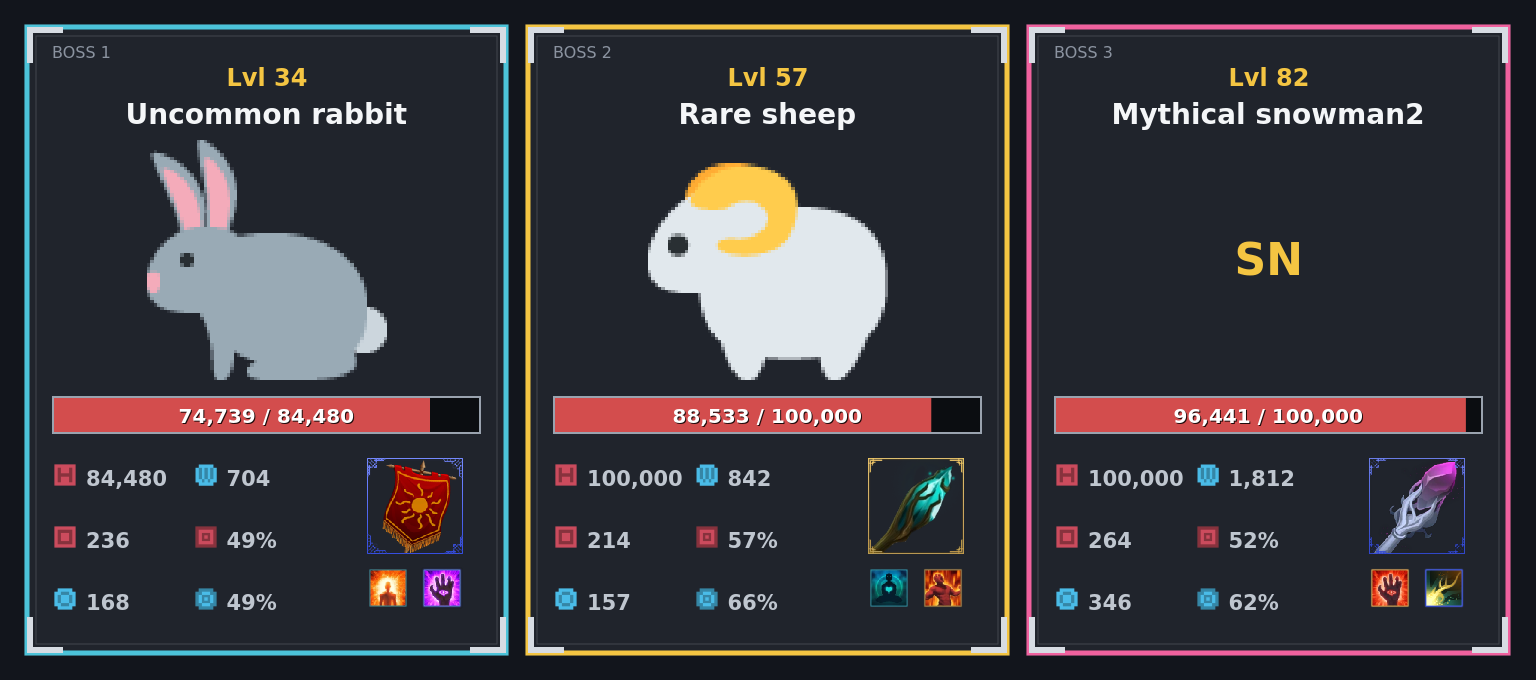 BOSS 1
Lvl 34
Uncommon rabbit
74,739 / 84,480
84,480 704
236 49%
168 49%
BOSS 2
Lvl 57
Rare sheep
88,533 / 100,000
100,000 842
214 57%
157 66%
BOSS 3
Lvl 82
Mythical snowman2
SN
96,441 / 100,000
100,000 1,812
264 52%
346 62%